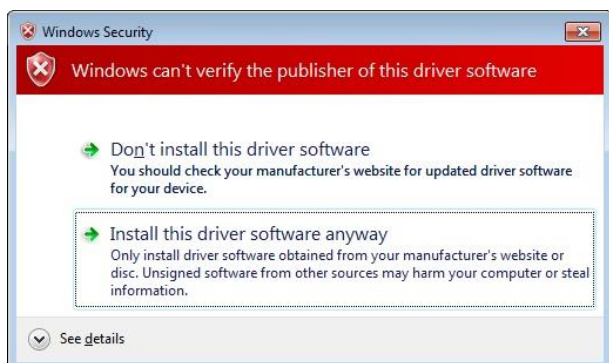 Windows Security
Windows can't verify the publisher of this driver software
Don't install this driver software
You should check your manufacturer's website for updated driver software
for your device.
Install this driver software anyway
Only install driver software obtained from your manufacturer's website or
disc. Unsigned software from other sources may harm your computer or steal
information.
See details